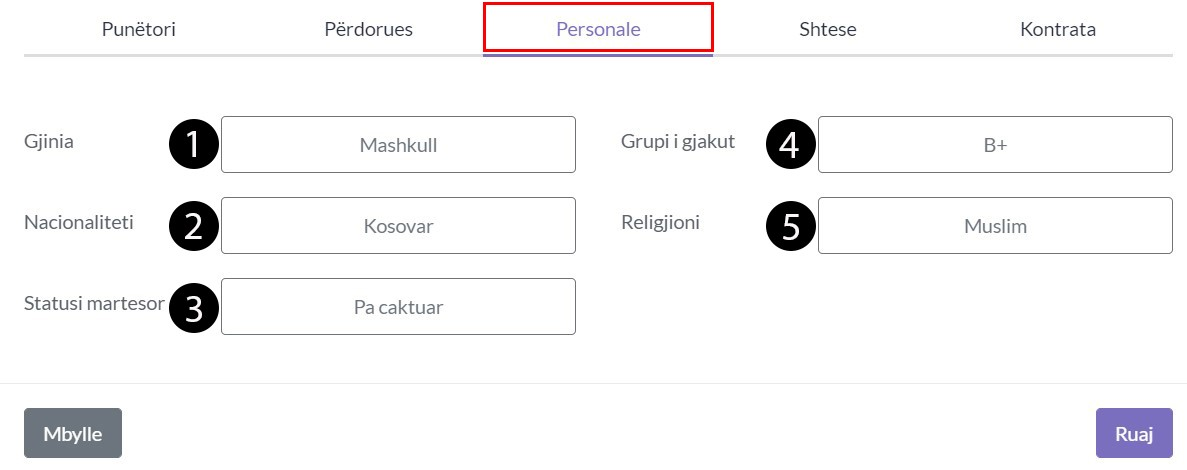 Punëtori Përdorues Personale Shtese Kontrata
Gjinia 1 Mashkull Grupi i gjakut 4 B+
Nacionaliteti 2 Kosovar Religjioni 5 Muslim
Statusi martesor 3 Pa caktuar
Mbylle Ruaj